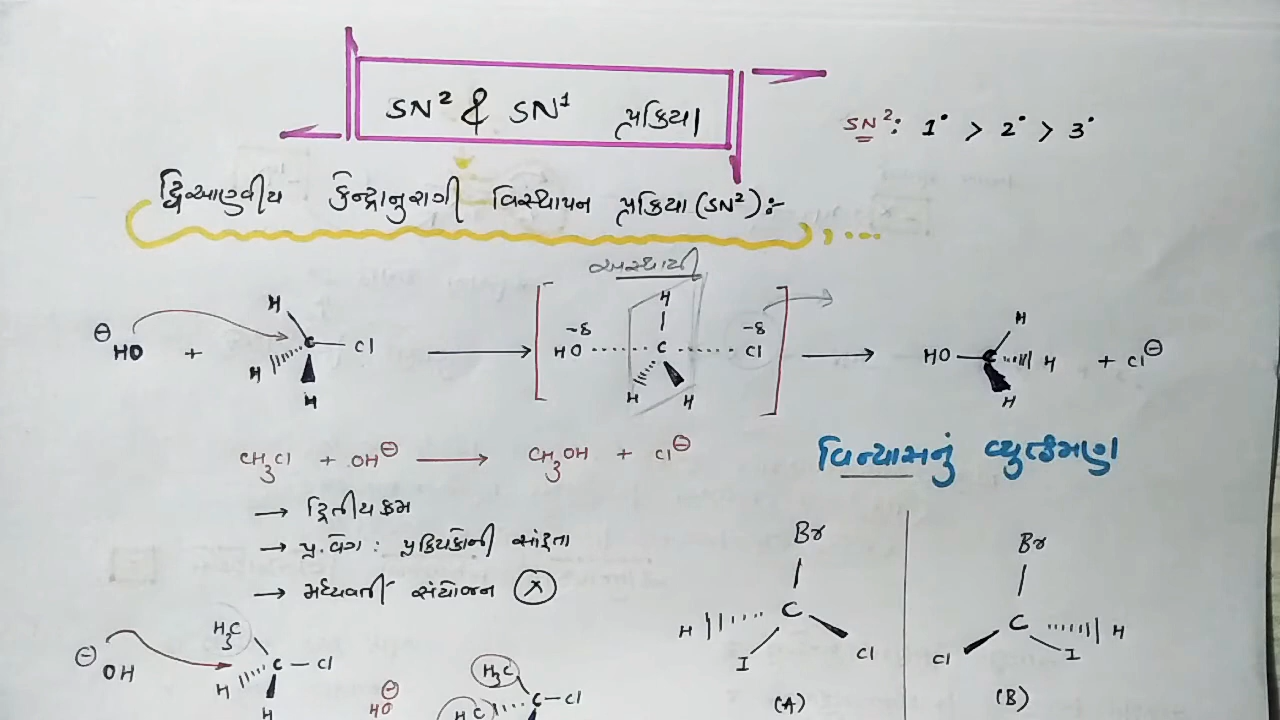 SN² & SN¹ પ્રક્રિયા
SN²: 1° > 2° > 3°
દ્વિઆણ્વીય કેન્દ્રાનુરાગી વિસ્થાપન પ્રક્રિયા (SN²) :-
અસ્થાયી
⊖HO + H H C Cl H → [ -δ HO ...... C ...... Cl -δ H H H ] → HO–C H H H + Cl⊖
CH₃Cl + OH⊖ → CH₃OH + Cl⊖
વિન્યાસનું વ્યુત્ક્રમણ
→ દ્વિતીય ક્રમ
→ પ્ર. વેગ : પ્રક્રિયકોની સાંદ્રતા
→ મધ્યવર્તી સંયોજન ⓧ
Br C H I Cl
(A)
Br C H I Cl
(B)
⊖OH H₃C C–Cl H H
HO⊖
H₃C C–Cl H₃C